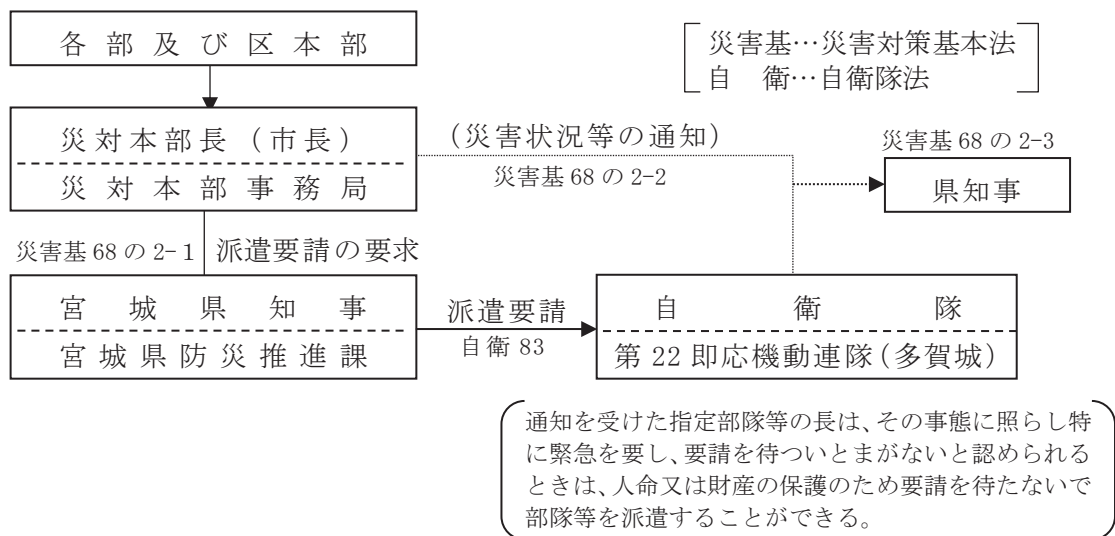 各部及び区本部
災害基…災害対策基本法
自　衛…自衛隊法
災対本部長（市長）
災対本部事務局
（災害状況等の通知）
災害基 68 の 2-2
災害基 68 の 2-3
県知事
災害基 68 の 2-1
派遣要請の要求
宮城県知事
宮城県防災推進課
派遣要請
自衛 83
自衛隊
第 22 即応機動連隊（多賀城）
通知を受けた指定部隊等の長は、その事態に照らし特
に緊急を要し、要請を待ついとまがないと認められる
ときは、人命又は財産の保護のため要請を待たないで
部隊等を派遣することができる。